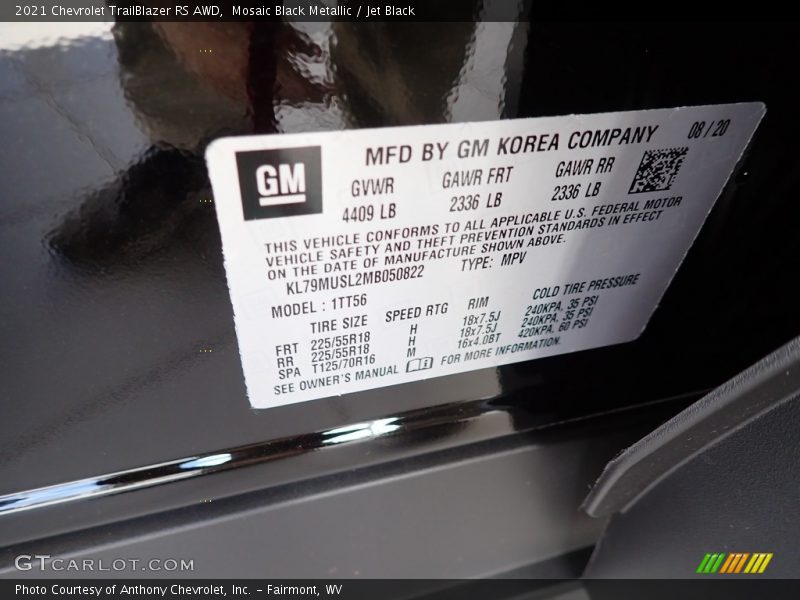 2021 Chevrolet TrailBlazer RS AWD,  Mosaic Black Metallic / Jet Black
GM
MFD BY GM KOREA COMPANY 08/20
GVWR GAWR FRT GAWR RR
4409 LB 2336 LB 2336 LB
THIS VEHICLE CONFORMS TO ALL APPLICABLE U.S. FEDERAL MOTOR
VEHICLE SAFETY AND THEFT PREVENTION STANDARDS IN EFFECT
ON THE DATE OF MANUFACTURE SHOWN ABOVE.
KL79MUSL2MB050822 TYPE: MPV
MODEL : 1TT56
TIRE SIZE SPEED RTG RIM COLD TIRE PRESSURE
FRT 225/55R18 H 18x7.5J 240KPA, 35 PSI
RR 225/55R18 H 18x7.5J 240KPA, 35 PSI
SPA T125/70R16 M 16x4.0BT 420KPA, 60 PSI
SEE OWNER'S MANUAL FOR MORE INFORMATION.
GTCARLOT.COM
Photo Courtesy of Anthony Chevrolet, Inc. – Fairmont, WV